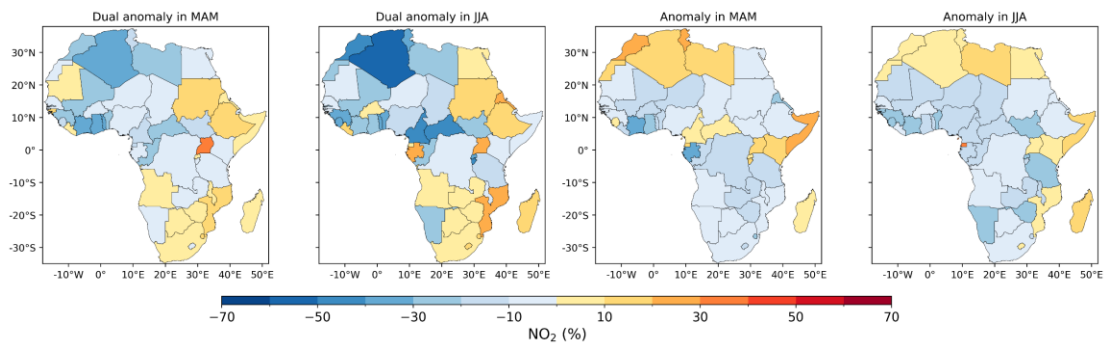 Dual anomaly in MAM
Dual anomaly in JJA
Anomaly in MAM
Anomaly in JJA
30°N
20°N
10°N
0°
-10°S
-20°S
-30°S
-10°W 0° 10°E 20°E 30°E 40°E 50°E
-10°W 0° 10°E 20°E 30°E 40°E 50°E
-10°W 0° 10°E 20°E 30°E 40°E 50°E
-10°W 0° 10°E 20°E 30°E 40°E 50°E
−70 −50 −30 −10 10 30 50 70
NO₂ (%)